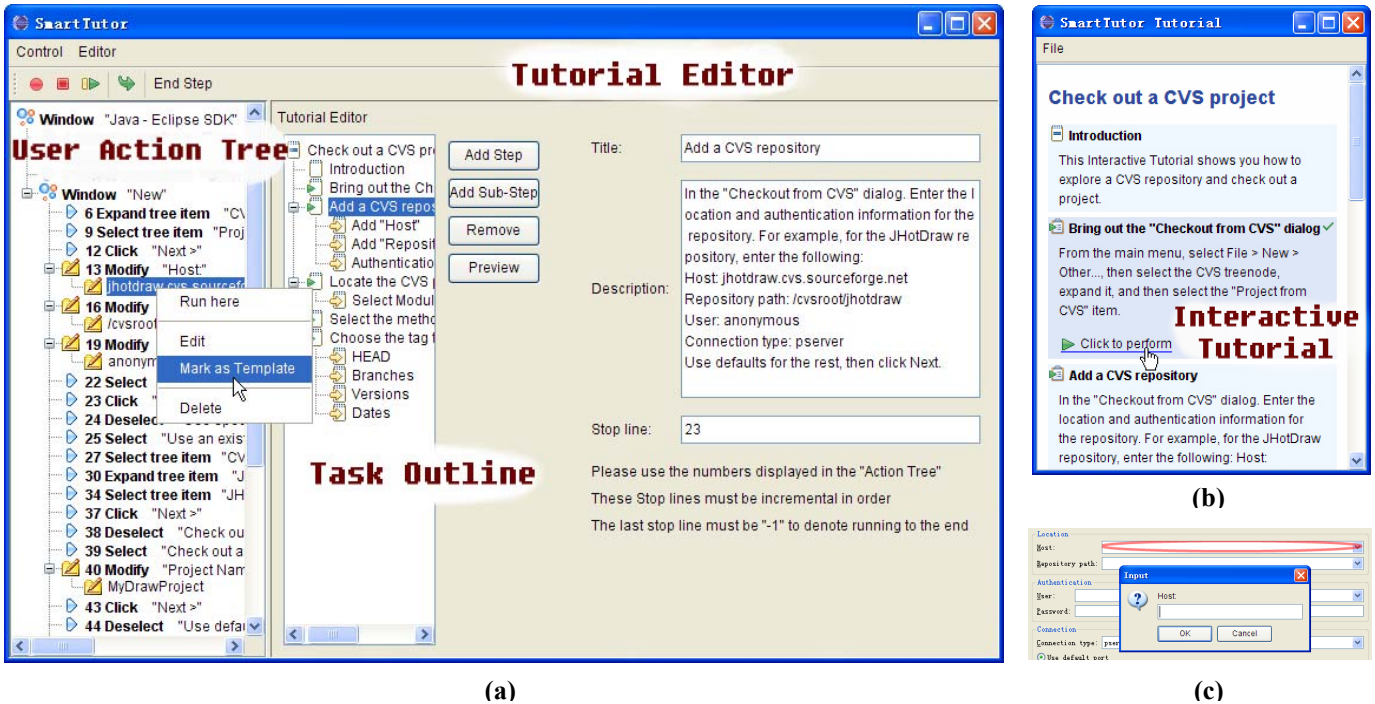 SmartTutor
Control Editor
End Step
Tutorial Editor
Window "Java - Eclipse SDK"
User Action Tree
Window "New"
6 Expand tree item "CV
9 Select tree item "Proj
12 Click "Next >"
13 Modify "Host:"
jhotdraw.cvs.sourcefo
16 Modify
/cvsroot
19 Modify
anonym
22 Select
23 Click "
24 Deselect "Use
25 Select "Use an exis
27 Select tree item "CV
30 Expand tree item "J
34 Select tree item "JH
37 Click "Next >"
38 Deselect "Check ou
39 Select "Check out a
40 Modify "Project Nam
MyDrawProject
43 Click "Next >"
44 Deselect "Use defau
Run here
Edit
Mark as Template
Delete
Tutorial Editor
Check out a CVS pr
Introduction
Bring out the Ch
Add a CVS repos
Add "Host"
Add "Reposit
Authenticatio
Locate the CVS
Select Modul
Select the metho
Choose the tag f
HEAD
Branches
Versions
Dates
Task Outline
Add Step
Add Sub-Step
Remove
Preview
Title:
Add a CVS repository
Description:
In the "Checkout from CVS" dialog. Enter the l
ocation and authentication information for the
repository. For example, for the JHotDraw re
pository, enter the following:
Host: jhotdraw.cvs.sourceforge.net
Repository path: /cvsroot/jhotdraw
User: anonymous
Connection type: pserver
Use defaults for the rest, then click Next.
Stop line:
23
Please use the numbers displayed in the "Action Tree"
These Stop lines must be incremental in order
The last stop line must be "-1" to denote running to the end
(a)
SmartTutor Tutorial
File
Check out a CVS project
Introduction
This Interactive Tutorial shows you how to
explore a CVS repository and check out a
project.
Bring out the "Checkout from CVS" dialog
From the main menu, select File > New >
Other..., then select the CVS treenode,
expand it, and then select the "Project from
CVS" item.
Interactive
Tutorial
Click to perform
Add a CVS repository
In the "Checkout from CVS" dialog. Enter the
location and authentication information for
the repository. For example, for the JHotDraw
repository, enter the following: Host:
(b)
Location
Host:
Repository path:
Authentication
User:
Password:
Connection
Connection type: pser
Use default port
Input
Host:
OK Cancel
(c)